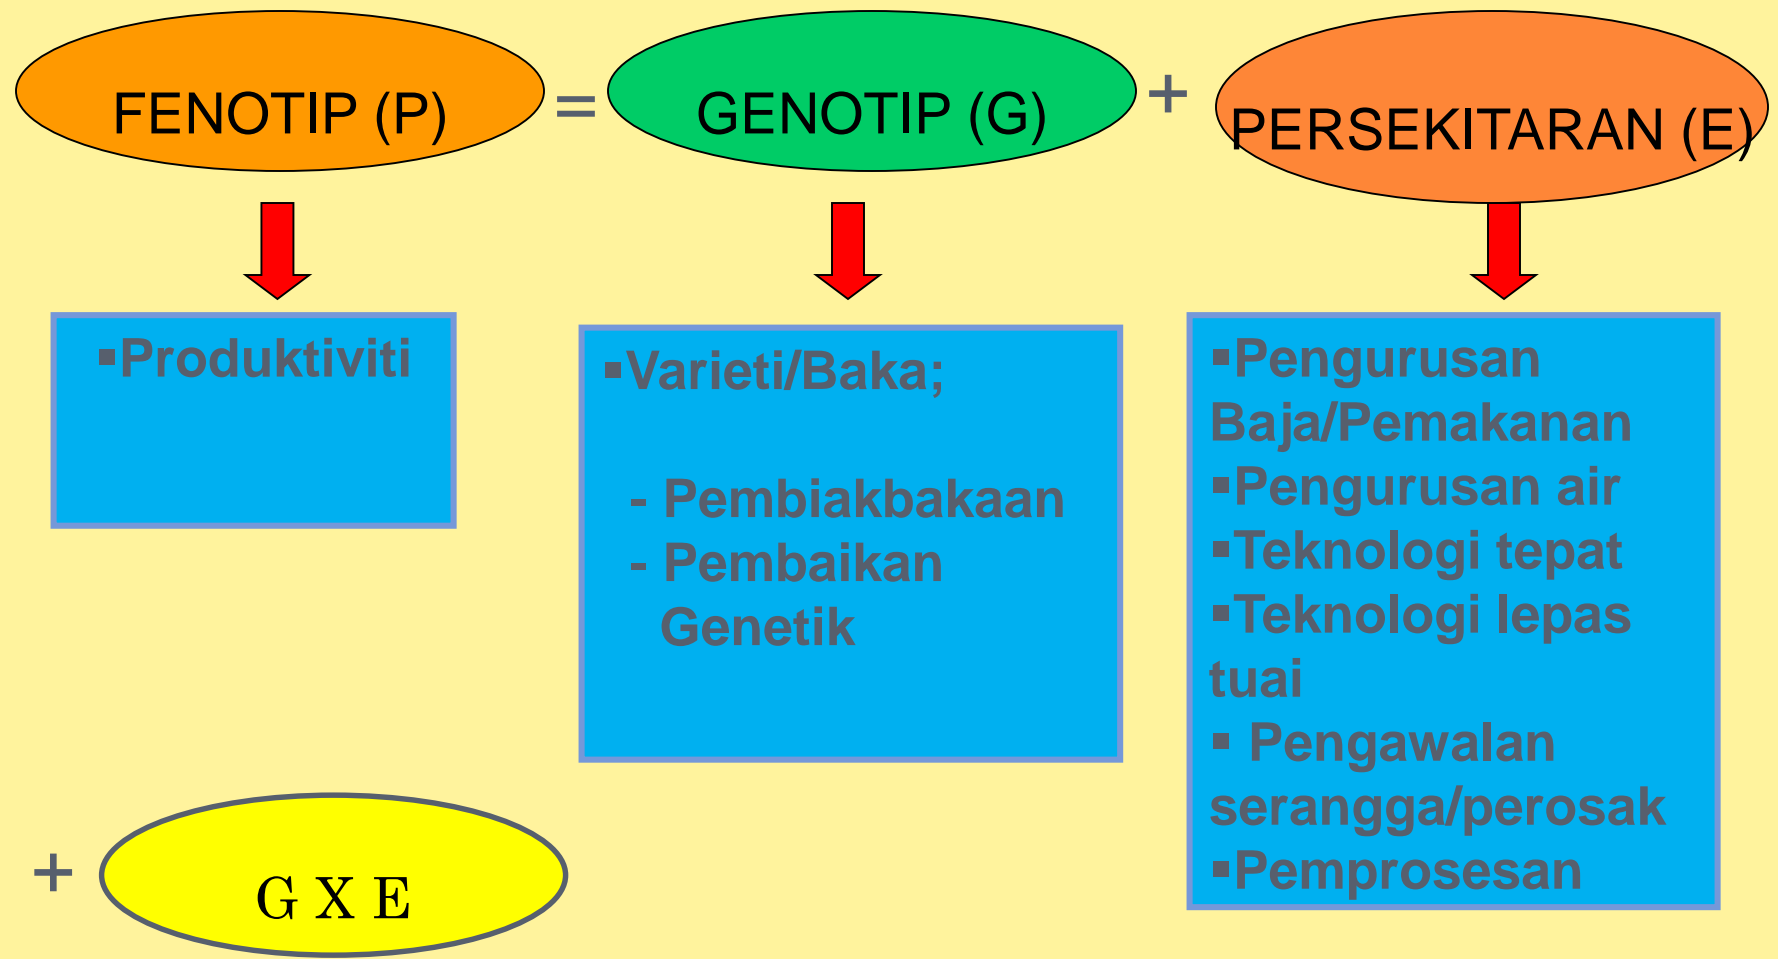 FENOTIP (P)
=
GENOTIP (G)
+
PERSEKITARAN (E)
▪Produktiviti
▪Varieti/Baka;
- Pembiakbakaan
- Pembaikan
Genetik
▪Pengurusan
Baja/Pemakanan
▪Pengurusan air
▪Teknologi tepat
▪Teknologi lepas
tuai
▪ Pengawalan
serangga/perosak
▪Pemprosesan
+
G X E